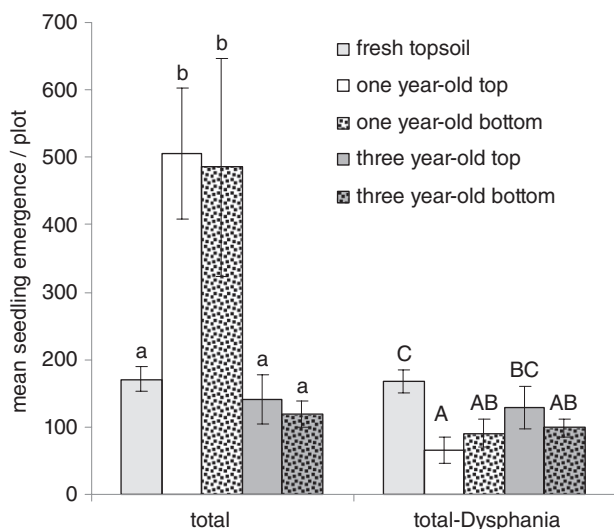 700
600
500
400
300
200
100
0
mean seedling emergence / plot
fresh topsoil
one year-old top
one year-old bottom
three year-old top
three year-old bottom
a
b
b
a
a
C
A
AB
BC
AB
total
total-Dysphania